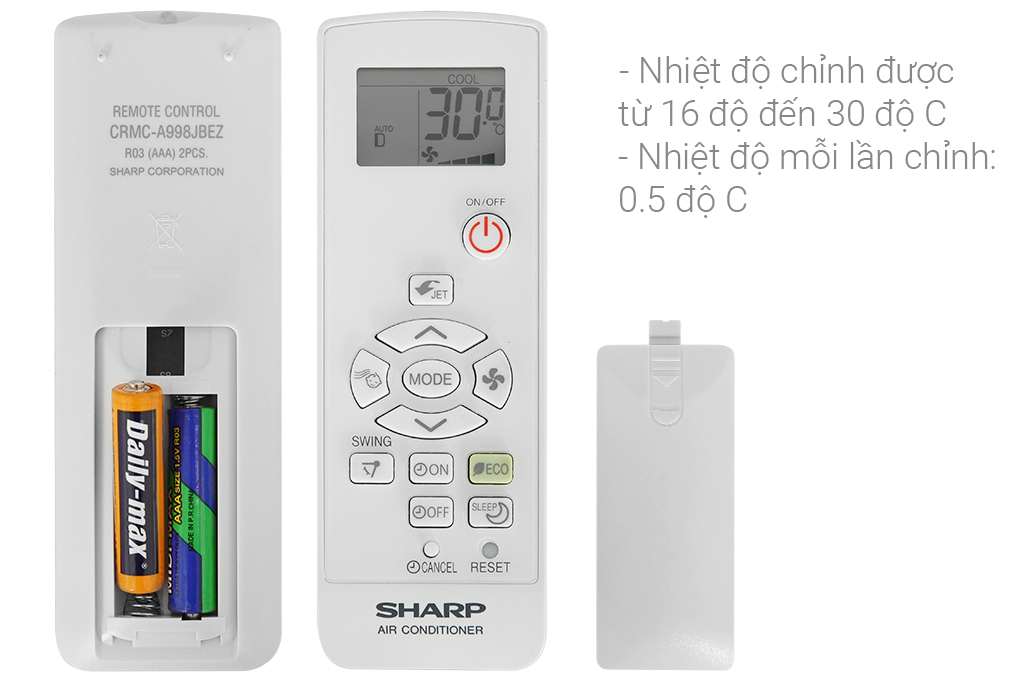 REMOTE CONTROL
CRMC-A998JBEZ
R03 (AAA) 2PCS.
SHARP CORPORATION
S7
Daily-max
AAA SIZE 1.5V R03
MADE IN P.R.CHINA
COOL
30.0
°C
AUTO
ON/OFF
JET
MODE
SWING
ON
ECO
OFF
SLEEP
CANCEL
RESET
SHARP
AIR CONDITIONER
- Nhiệt độ chỉnh được
từ 16 độ đến 30 độ C
- Nhiệt độ mỗi lần chỉnh:
0.5 độ C